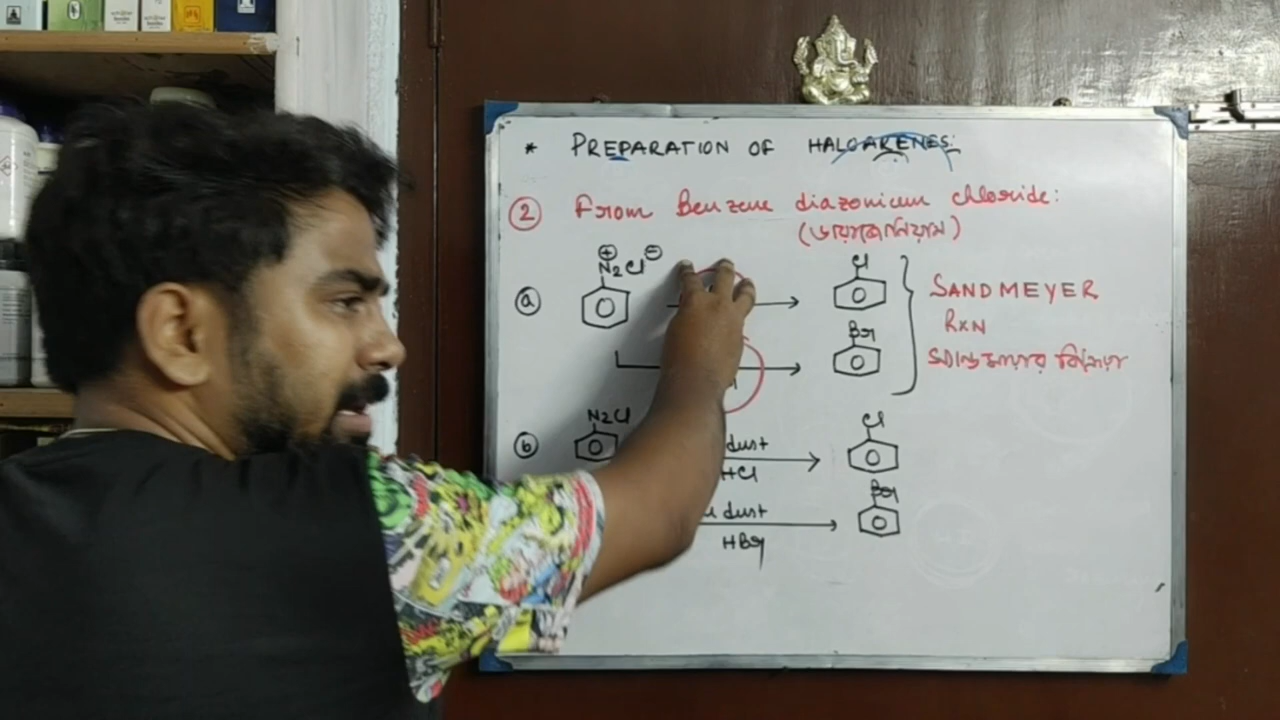 * PREPARATION OF HALOARENES:
② From Benzene diazonium chloride:
(ডায়াজোনিয়াম)
⊕ ⊖
N₂Cl
Cl
ⓐ
SANDMEYER
RXN
Br
স্যান্ডমেয়ার বিক্রিয়া
N₂Cl
Cl
ⓑ
dust
HCl
Br
dust
HBr